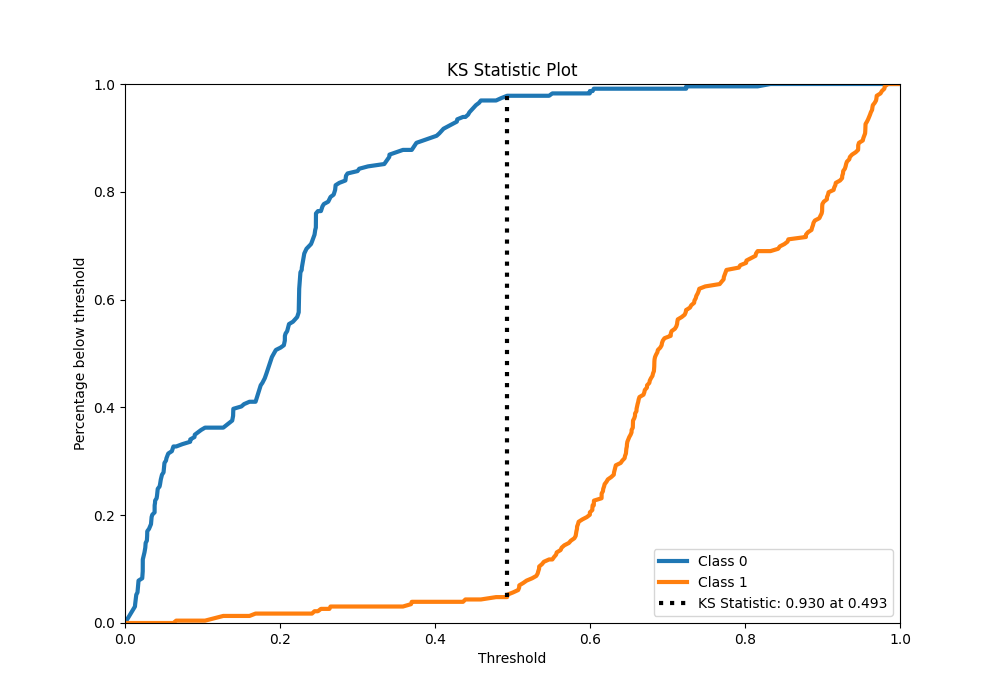 KS Statistic Plot
1.0
0.8
0.6
0.4
0.2
0.0
Percentage below threshold
0.0 0.2 0.4 0.6 0.8 1.0
Threshold
Class 0
Class 1
KS Statistic: 0.930 at 0.493